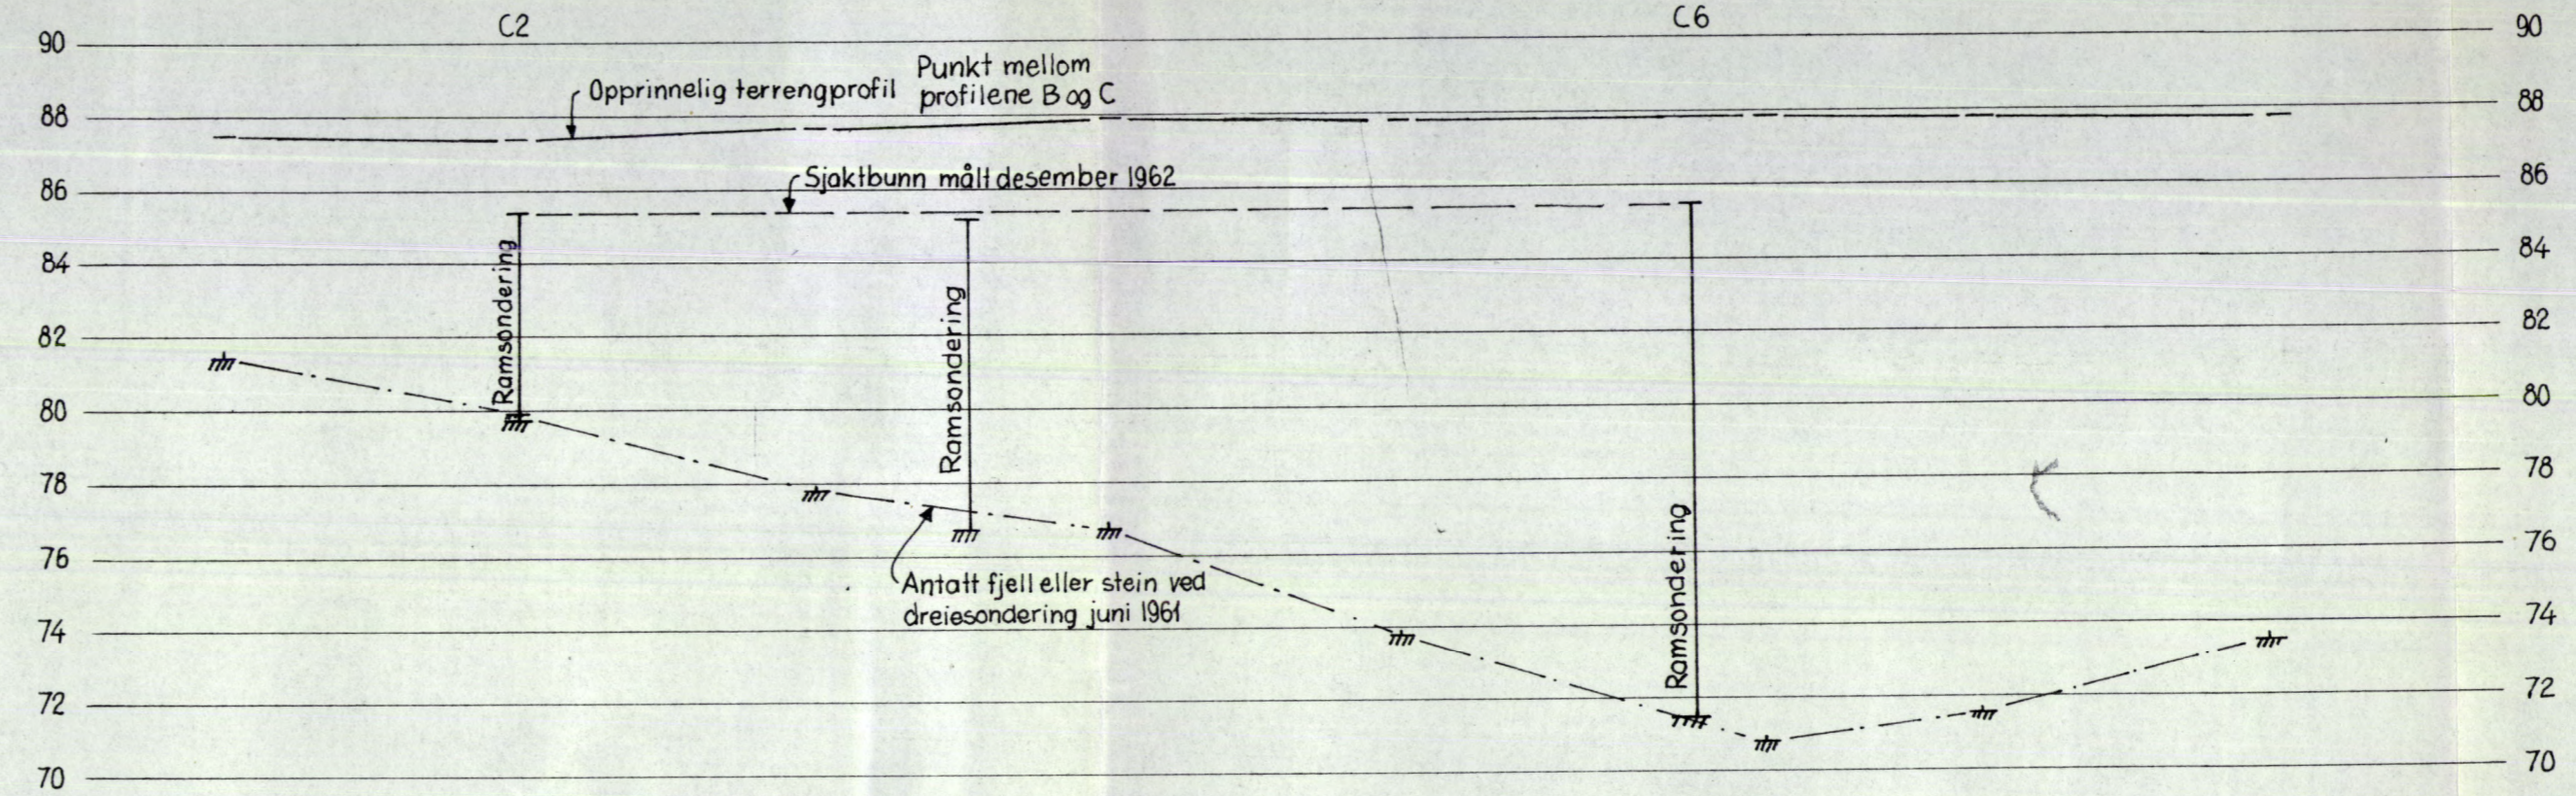 C2
C6
90
90
Punkt mellom
profilene B og C
Opprinnelig terrengprofil
88
88
Sjaktbunn målt desember 1962
86
86
84
84
Ramsondering
Ramsondering
Ramsondering
82
82
80
80
78
78
76
76
Antatt fjell eller stein ved
dreiesondering juni 1961
74
74
72
72
70
70